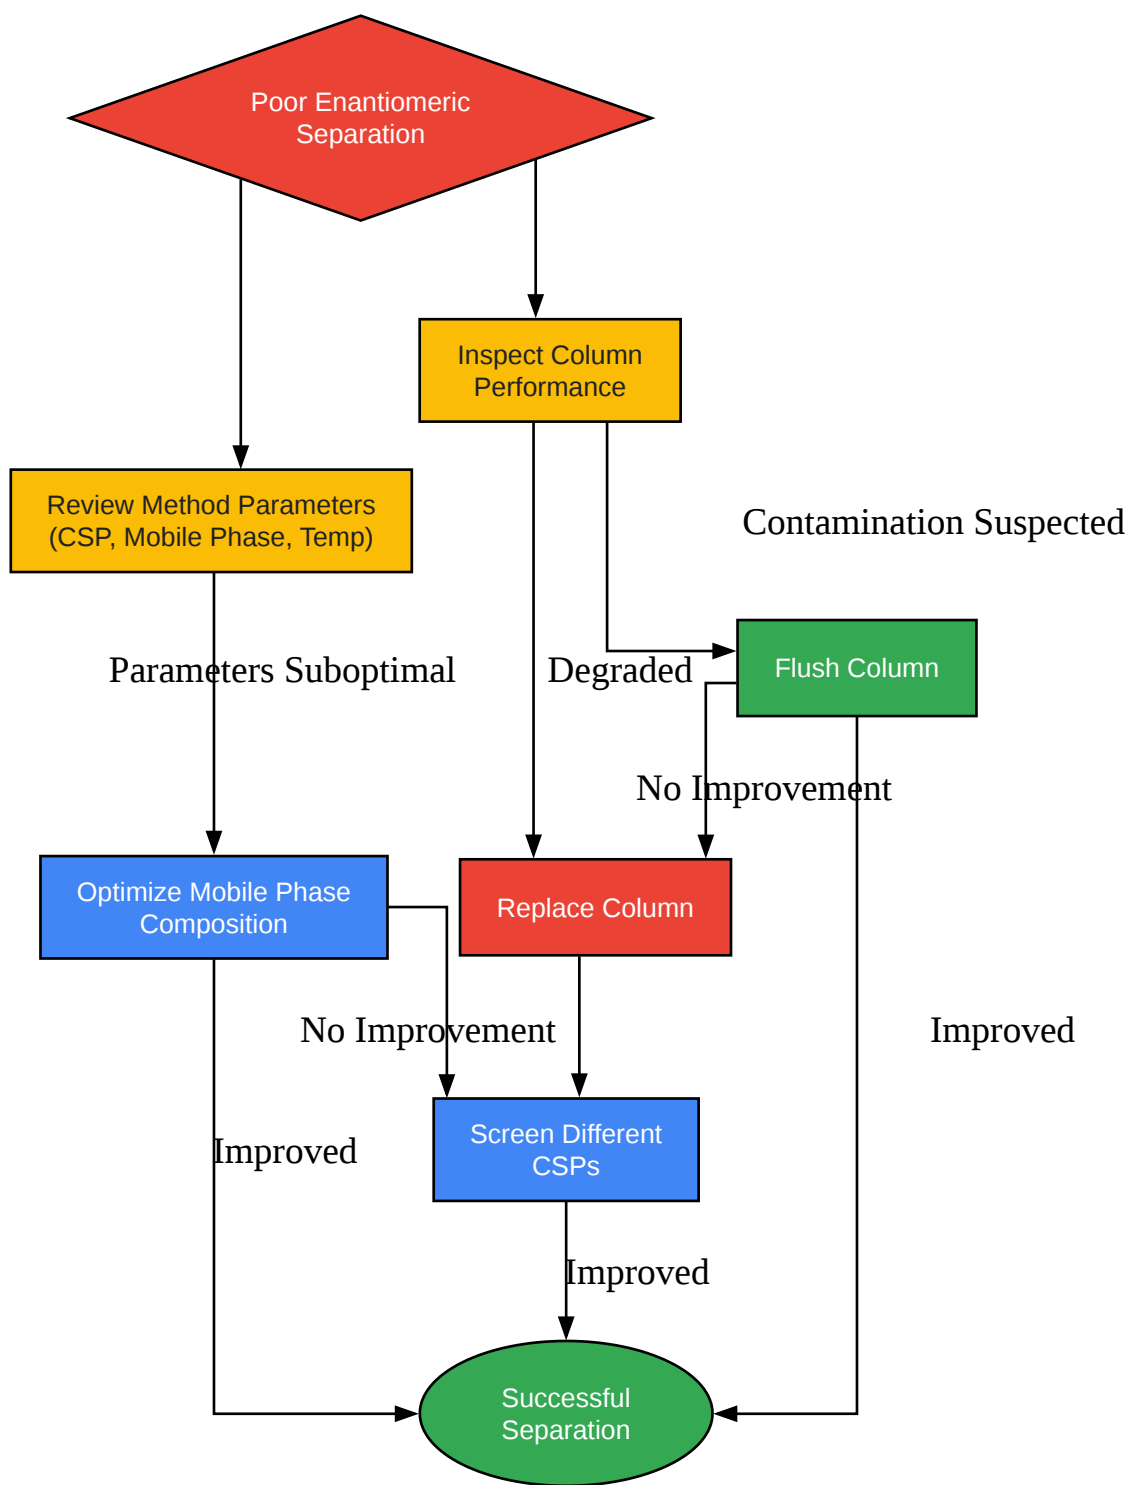 Poor Enantiomeric
Separation
Inspect Column
Performance
Review Method Parameters
(CSP, Mobile Phase, Temp)
Contamination Suspected
Parameters Suboptimal
Degraded
Flush Column
No Improvement
Optimize Mobile Phase
Composition
Replace Column
No Improvement
Improved
Screen Different
CSPs
Improved
Improved
Successful
Separation